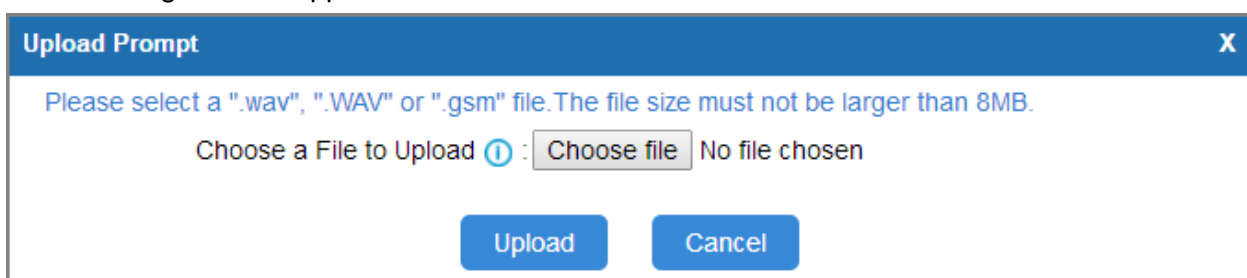 Upload Prompt X
Please select a ".wav", ".WAV" or ".gsm" file.The file size must not be larger than 8MB.
Choose a File to Upload i : Choose file No file chosen
Upload Cancel